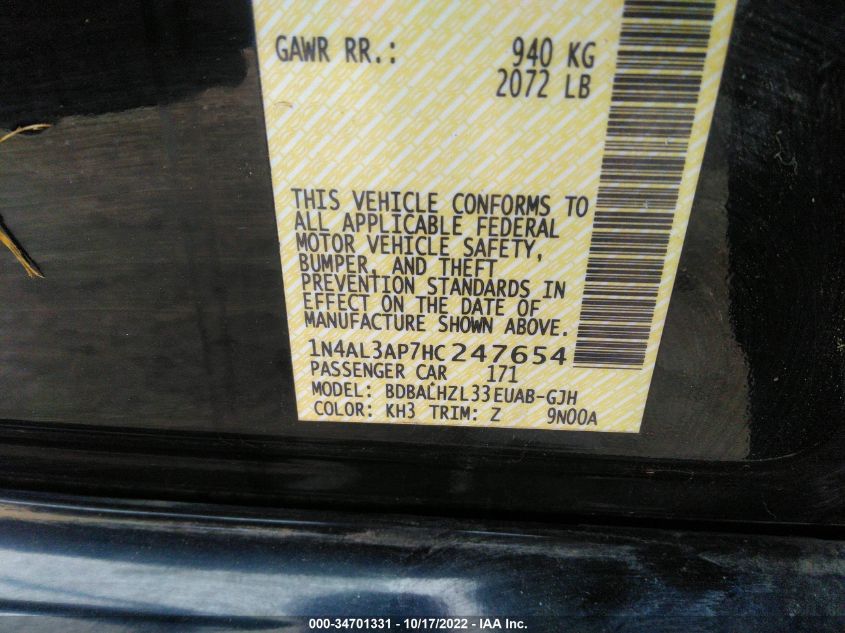 GAWR RR.: 940 KG
2072 LB
THIS VEHICLE CONFORMS TO
ALL APPLICABLE FEDERAL
MOTOR VEHICLE SAFETY,
BUMPER, AND THEFT
PREVENTION STANDARDS IN
EFFECT ON THE DATE OF
MANUFACTURE SHOWN ABOVE.
1N4AL3AP7HC247654
PASSENGER CAR 171
MODEL: BDBALHZL33EUAB-GJH
COLOR: KH3 TRIM: Z 9N00A
000-34701331 - 10/17/2022 - IAA Inc.